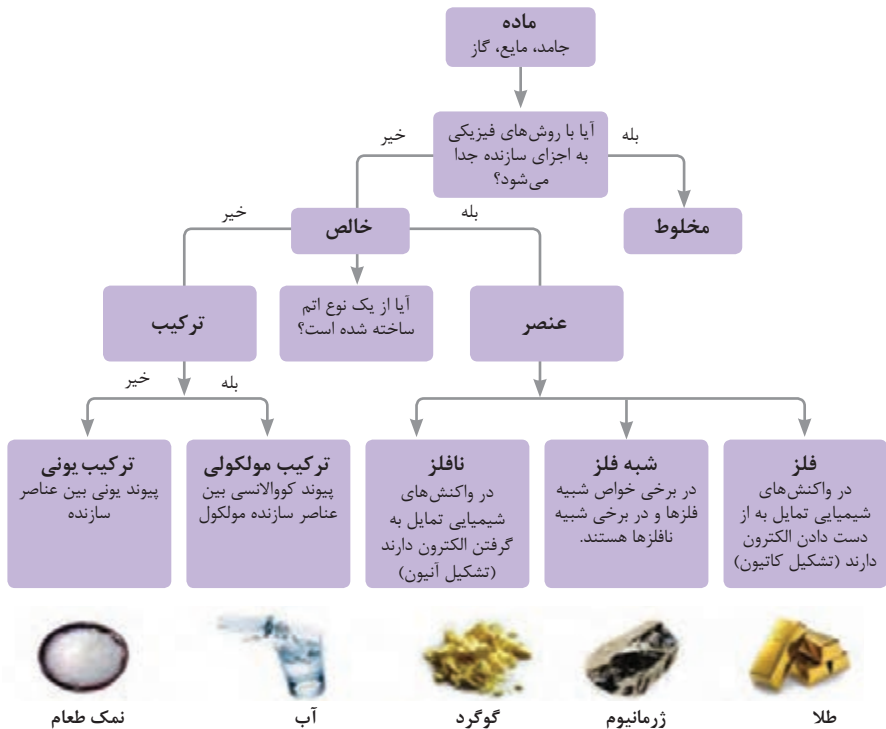 ماده
جامد، مایع، گاز
آیا با روش‌های فیزیکی
به اجزای سازنده جدا
می‌شود؟
بله
خیر
مخلوط
خالص
بله
خیر
عنصر
آیا از یک نوع اتم
ساخته شده است؟
ترکیب
بله
خیر
فلز
در واکنش‌های
شیمیایی تمایل به از
دست دادن الکترون
دارند (تشکیل کاتیون)
شبه فلز
در برخی خواص شبیه
فلزها و در برخی شبیه
نافلزها هستند.
نافلز
در واکنش‌های
شیمیایی تمایل به
گرفتن الکترون دارند
(تشکیل آنیون)
ترکیب مولکولی
پیوند کووالانسی بین
عناصر سازنده مولکول
ترکیب یونی
پیوند یونی بین عناصر
سازنده
طلا
ژرمانیوم
گوگرد
آب
نمک طعام